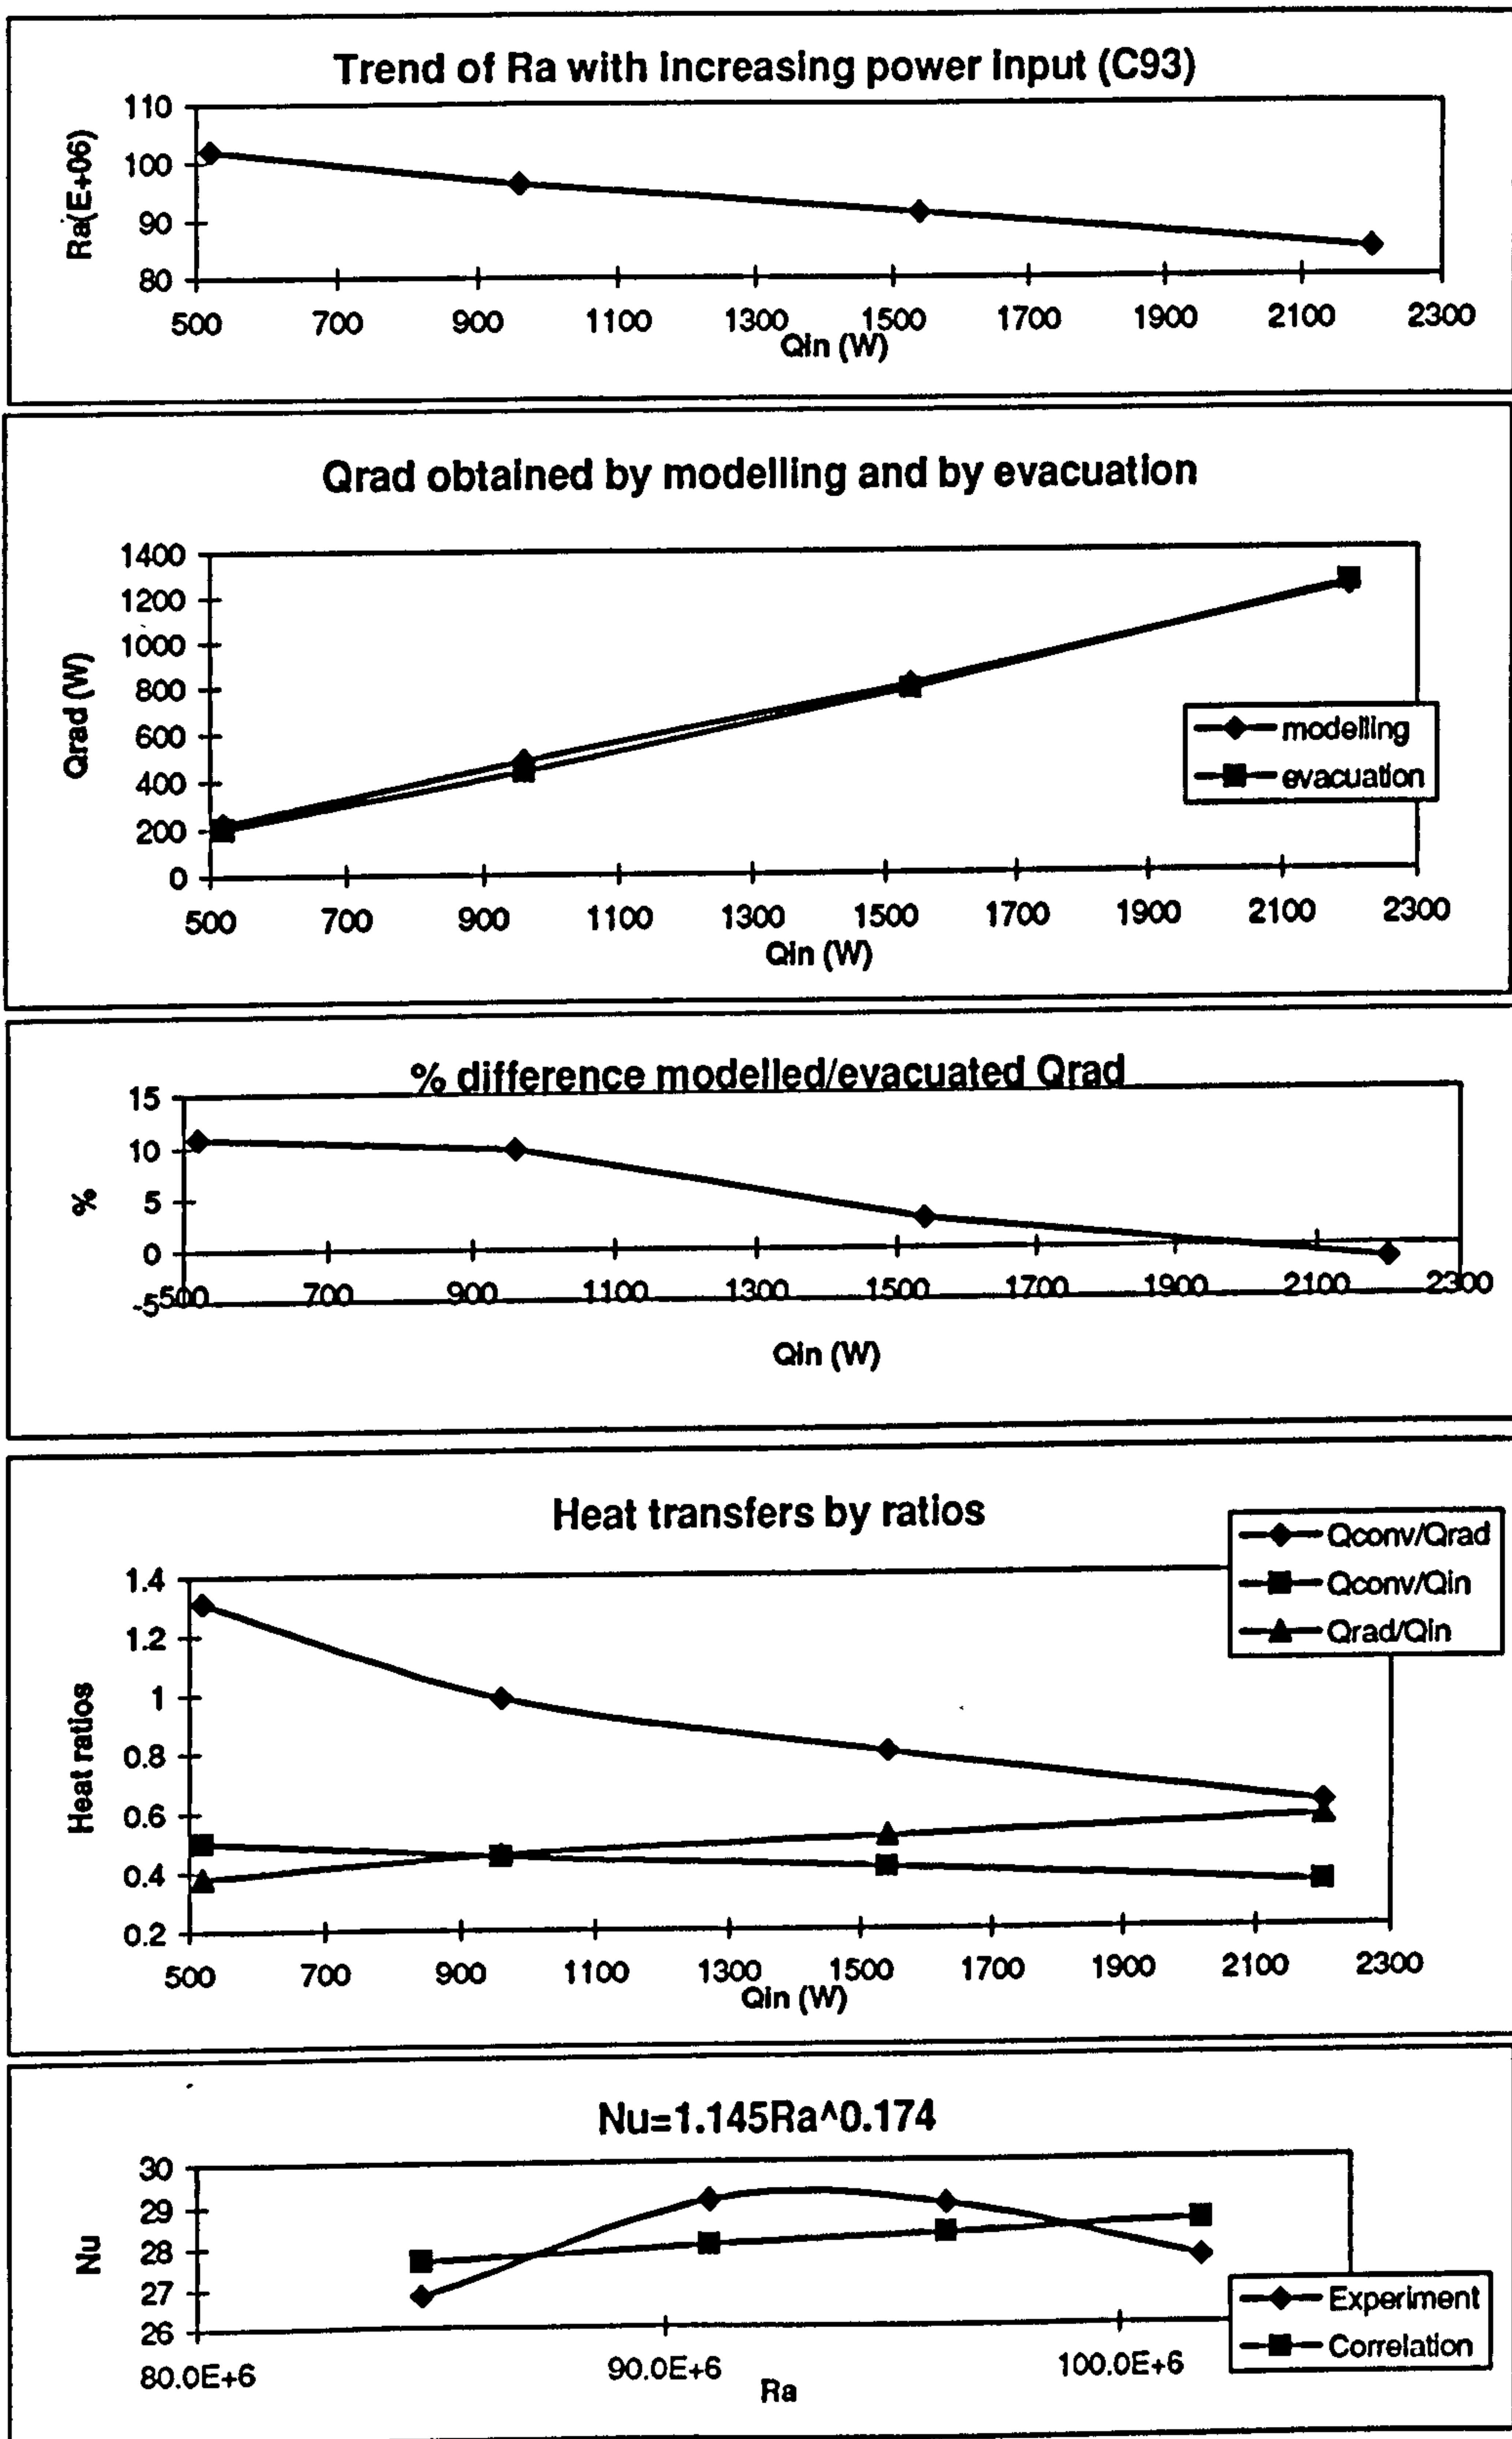 Trend of Ra with increasing power input (C93)
110
100
90
80
Ra(E+06)
500 700 900 1100 1300 1500 1700 1900 2100 2300
Qin (W)
Qrad obtained by modelling and by evacuation
1400
1200
1000
800
600
400
200
0
Qrad (W)
modelling
evacuation
500 700 900 1100 1300 1500 1700 1900 2100 2300
Qin (W)
% difference modelled/evacuated Qrad
15
10
5
0
-5
%
500 700 900 1100 1300 1500 1700 1900 2100 2300
Qin (W)
Heat transfers by ratios
Qconv/Qrad
Qconv/Qin
Qrad/Qin
1.4
1.2
1
0.8
0.6
0.4
0.2
Heat ratios
500 700 900 1100 1300 1500 1700 1900 2100 2300
Qin (W)
Nu=1.145Ra^0.174
30
29
28
27
26
Nu
Experiment
Correlation
80.0E+6 90.0E+6 100.0E+6
Ra